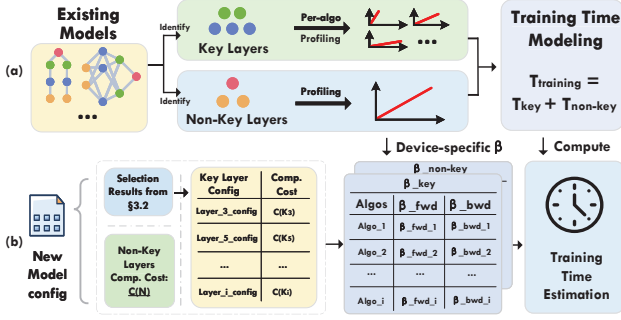 Existing
Models
...
(a)
Identify
Identify
Key Layers
Per-algo
Profiling
...
Non-Key Layers
Profiling
Training Time
Modeling
Ttraining =
Tkey + Tnon-key
Device-specific β
Compute
(b)
New
Model
config
Selection
Results from
§3.2
Non-Key
Layers
Comp. Cost:
C(N)
Key Layer Config | Comp. Cost
Layer_3_config | C(K3)
Layer_5_config | C(K5)
... | ...
Layer_i_config | C(Ki)
β_non-key
β_key
Algos | β_fwd | β_bwd
Algo_1 | β_fwd_1 | β_bwd_1
Algo_2 | β_fwd_2 | β_bwd_2
... | ... | ...
Algo_i | β_fwd_i | β_bwd_i
Training
Time
Estimation